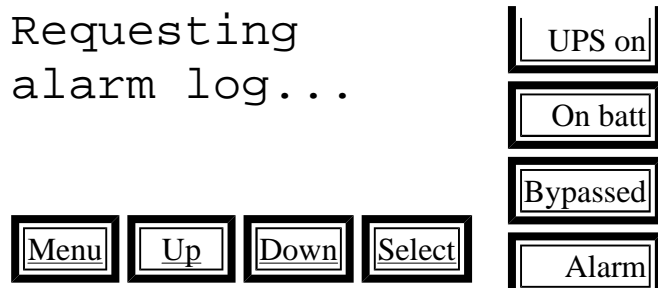 Requesting
alarm log...
UPS on
On batt
Bypassed
Alarm
Menu Up Down Select